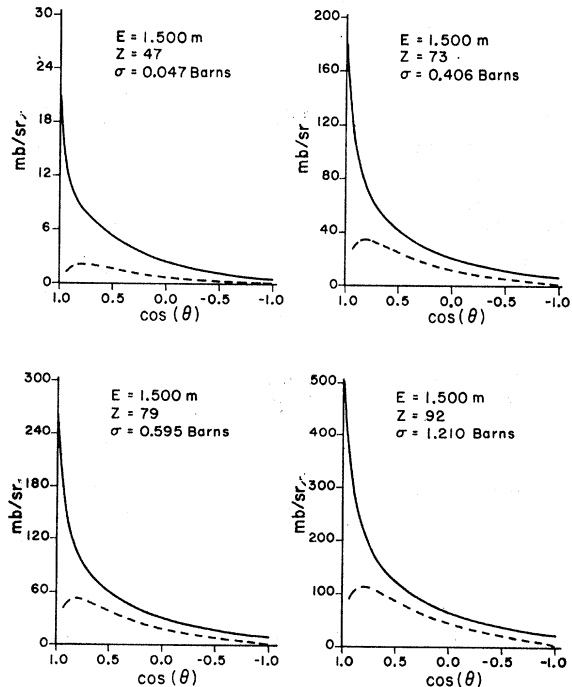 30
24
18
12
6
0
mb/sr
E = 1.500 m
Z = 47
σ = 0.047 Barns
1.0 0.5 0.0 -0.5 -1.0
cos(θ)
200
160
120
80
40
0
mb/sr
E = 1.500 m
Z = 73
σ = 0.406 Barns
1.0 0.5 0.0 -0.5 -1.0
cos(θ)
300
240
180
120
60
0
mb/sr
E = 1.500 m
Z = 79
σ = 0.595 Barns
1.0 0.5 0.0 -0.5 -1.0
cos(θ)
500
400
300
200
100
0
mb/sr
E = 1.500 m
Z = 92
σ = 1.210 Barns
1.0 0.5 0.0 -0.5 -1.0
cos(θ)